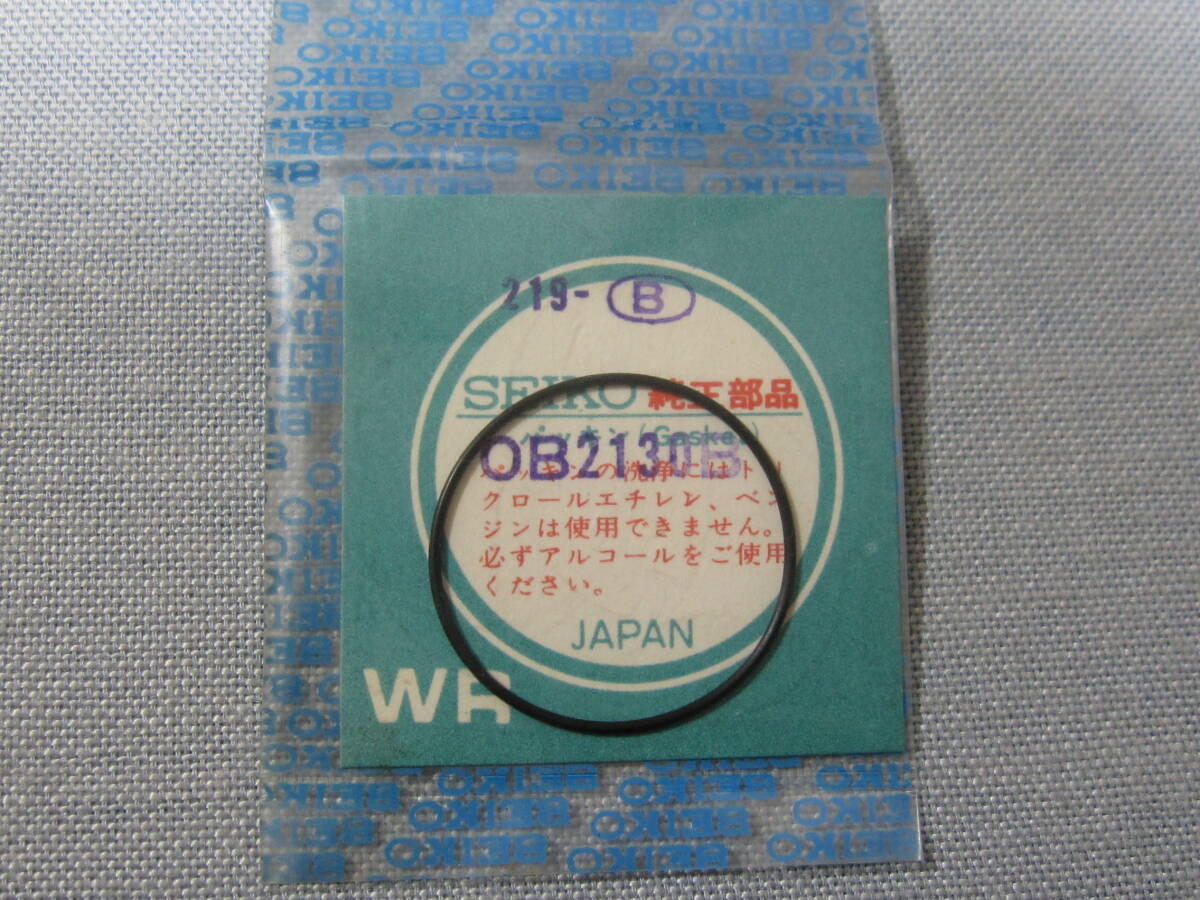 219- B
SEIKO 純正部品
パッキン (Gasket)
OB2130B
パッキンの洗浄にはトリ
クロールエチレン、ベン
ジンは使用できません。
必ずアルコールをご使用
ください。
JAPAN
WR
SEIKO